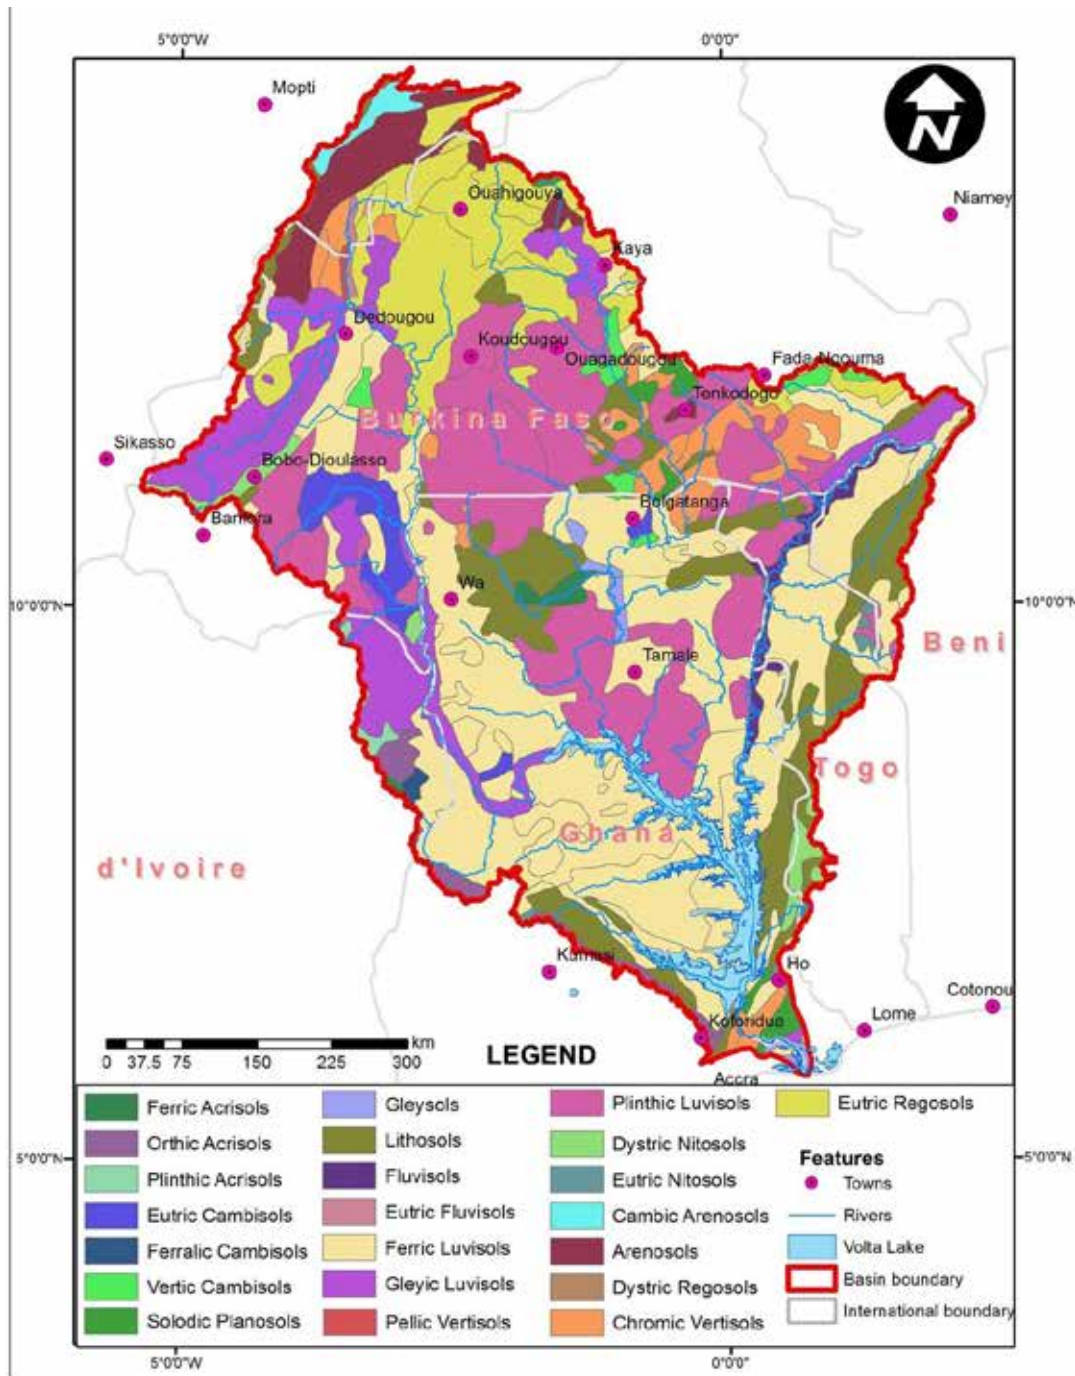 5°0'0"W
0°0'0"
Mopti
N
Niamey
Ouahigouya
Kaya
Dedougou
Koudougou
Ouagadougou
Fada-Ngourma
Tenkodogo
Burkina Faso
Sikasso
Bobo-Dioulasso
Bolgatanga
Banfora
10°0'0"N
10°0'0"N
Wa
Beni
Tamale
Togo
Ghana
d'Ivoire
Kumasi
Ho
Cotonou
Lome
Koforidua
km
0 37.5 75 150 225 300
LEGEND
Accra
Ferric Acrisols
Orthic Acrisols
Plinthic Acrisols
Eutric Cambisols
Ferralic Cambisols
Vertic Cambisols
Solodic Planosols
Gleysols
Lithosols
Fluvisols
Eutric Fluvisols
Ferric Luvisols
Gleyic Luvisols
Pellic Vertisols
Plinthic Luvisols
Dystric Nitosols
Eutric Nitosols
Cambic Arenosols
Arenosols
Dystric Regosols
Chromic Vertisols
Eutric Regosols
Features
Towns
Rivers
Volta Lake
Basin boundary
International boundary
5°0'0"N
5°0'0"N
5°0'0"W
0°0'0"